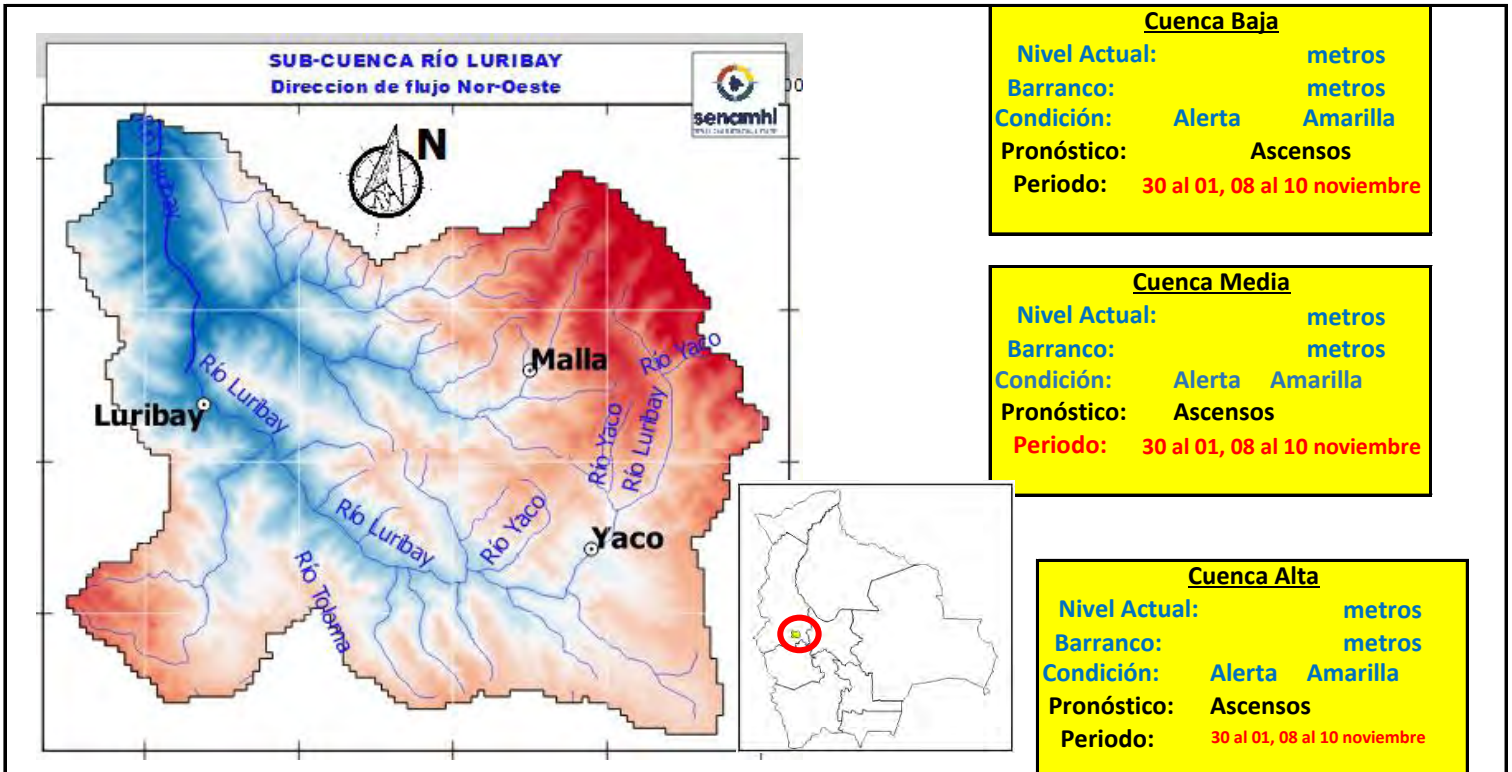 SUB-CUENCA RÍO LURIBAY
Direccion de flujo Nor-Oeste
senamhi
00
N
Malla
Río Yaco
Río Luribay
Luribay
Río Yaco
Río Luribay
Río Luribay
Río Yaco
Yaco
Río Toloma
Cuenca Baja
Nivel Actual: metros
Barranco: metros
Condición: Alerta Amarilla
Pronóstico: Ascensos
Periodo: 30 al 01, 08 al 10 noviembre
Cuenca Media
Nivel Actual: metros
Barranco: metros
Condición: Alerta Amarilla
Pronóstico: Ascensos
Periodo: 30 al 01, 08 al 10 noviembre
Cuenca Alta
Nivel Actual: metros
Barranco: metros
Condición: Alerta Amarilla
Pronóstico: Ascensos
Periodo: 30 al 01, 08 al 10 noviembre